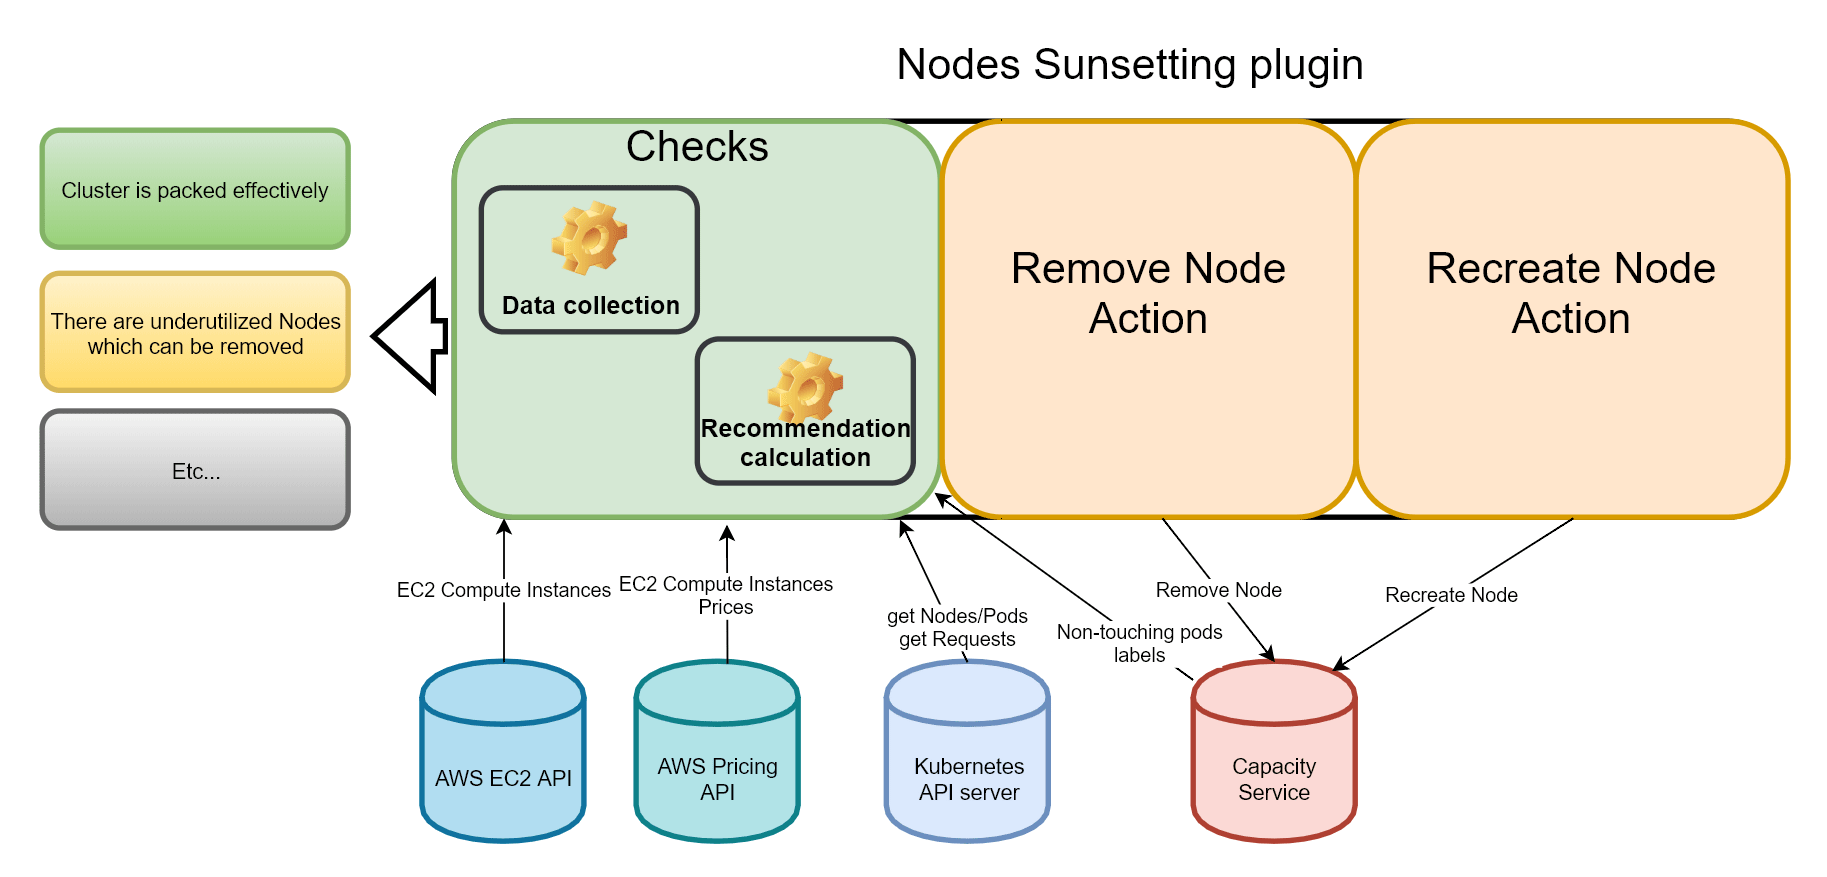 Nodes Sunsetting plugin
Checks
Cluster is packed effectively
There are underutilized Nodes
which can be removed
Etc...
Data collection
Recommendation
calculation
Remove Node
Action
Recreate Node
Action
EC2 Compute Instances
EC2 Compute Instances
Prices
get Nodes/Pods
get Requests
Non-touching pods
labels
Remove Node
Recreate Node
AWS EC2 API
AWS Pricing
API
Kubernetes
API server
Capacity
Service